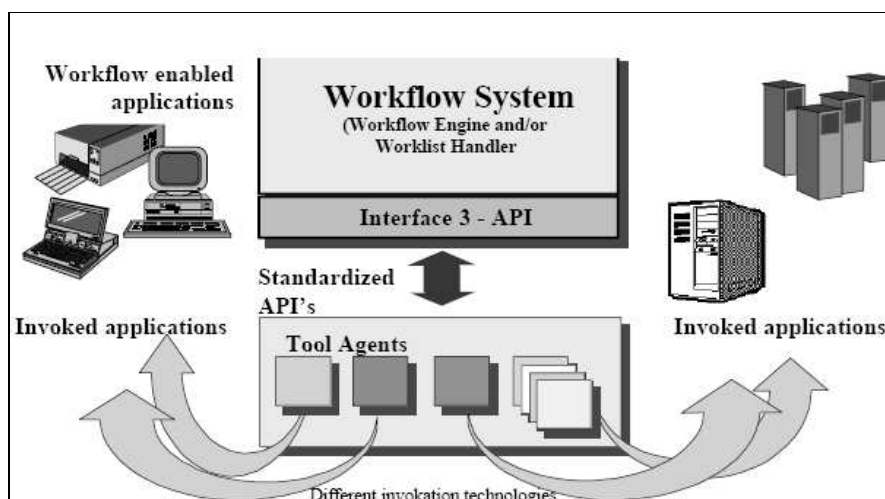 Workflow enabled
applications
Workflow System
(Workflow Engine and/or
Worklist Handler
Interface 3 - API
Standardized
API's
Invoked applications
Invoked applications
Tool Agents
Different invokation technologies